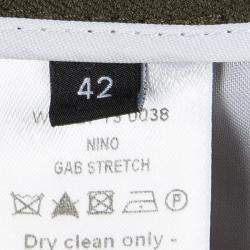 42
0038
NINO
GAB STRETCH
P
Dry clean only -